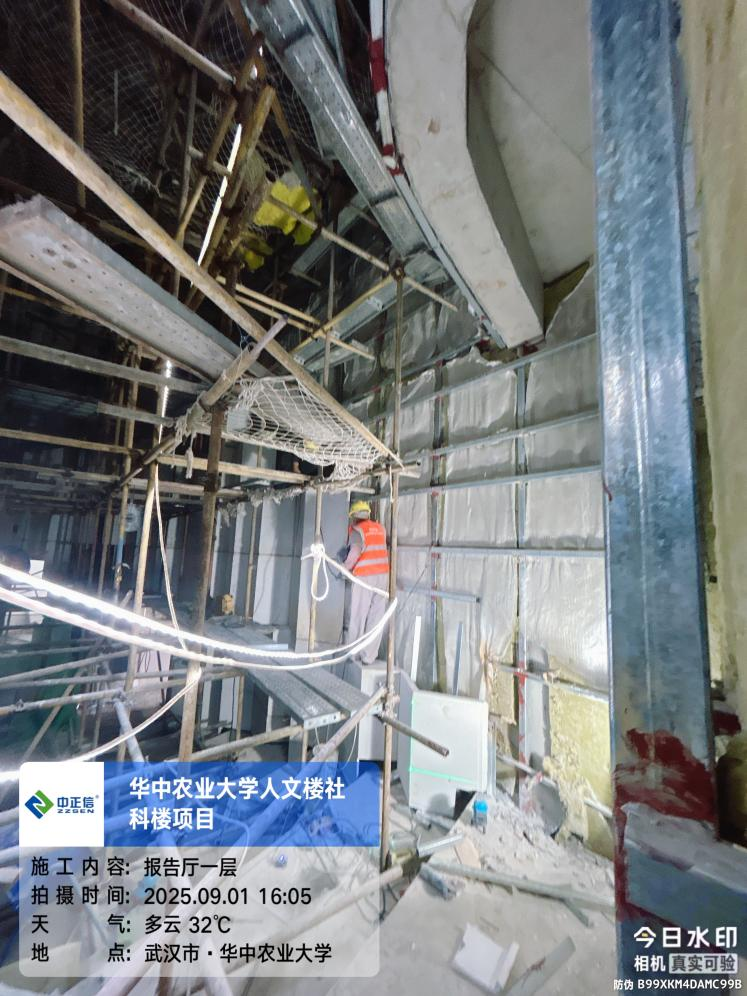 中正信®
ZZSEN
华中农业大学人文楼社
科楼项目
施工内容: 报告厅一层
拍摄时间: 2025.09.01 16:05
天气: 多云 32℃
地点: 武汉市·华中农业大学
今日水印
相机 真实可验
防伪 B99XKM4DAMC99B